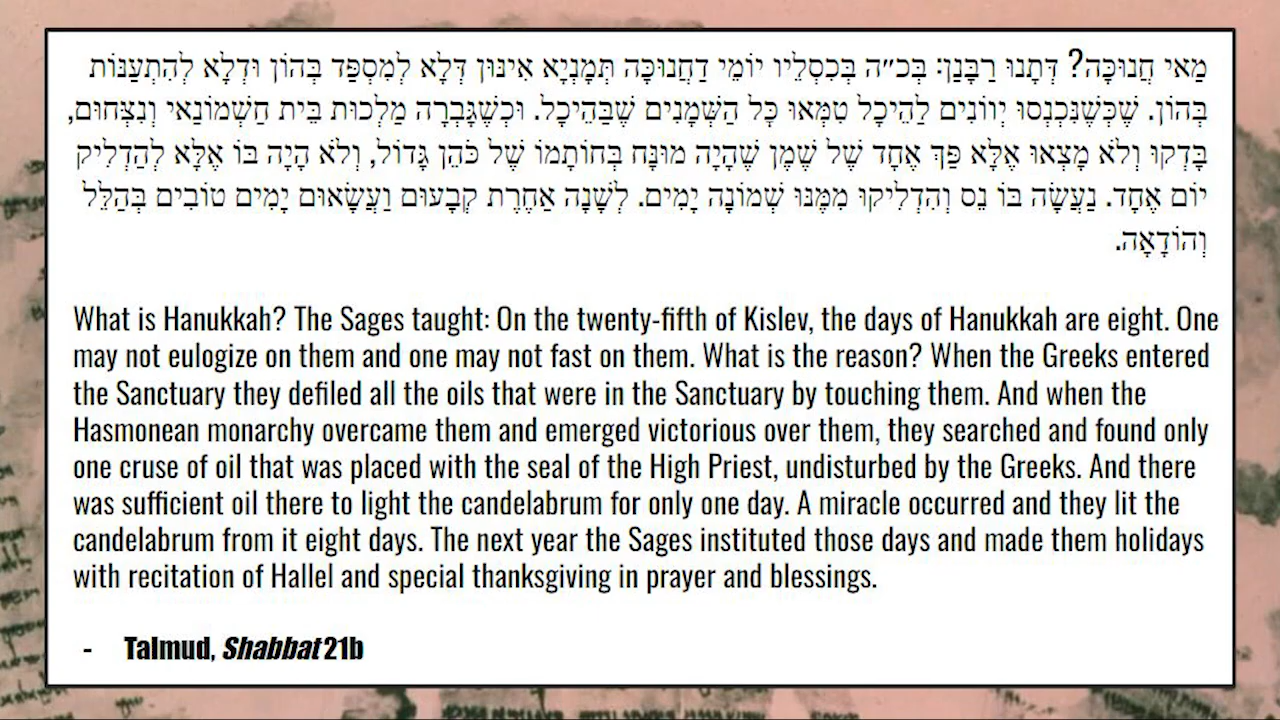 מַאי חֲנוּכָּה? דְּתָנוּ רַבָּנַן: בְּכ״ה בְּכִסְלֵיו יוֹמֵי דַחֲנוּכָּה תְּמָנְיָא אִינּוּן דְּלָא לְמִסְפַּד בְּהוֹן וּדְלָא לְהִתְעַנּוֹת
בְּהוֹן. שֶׁכְּשֶׁנִּכְנְסוּ יְווֹנִים לַהֵיכָל טִמְּאוּ כׇּל הַשְּׁמָנִים שֶׁבַּהֵיכָל. וּכְשֶׁגָּבְרָה מַלְכוּת בֵּית חַשְׁמוֹנַאי וְנִצְּחוּם,
בָּדְקוּ וְלֹא מָצְאוּ אֶלָּא פַּךְ אֶחָד שֶׁל שֶׁמֶן שֶׁהָיָה מוּנָּח בְּחוֹתָמוֹ שֶׁל כֹּהֵן גָּדוֹל, וְלֹא הָיָה בּוֹ אֶלָּא לְהַדְלִיק
יוֹם אֶחָד. נַעֲשָׂה בּוֹ נֵס וְהִדְלִיקוּ מִמֶּנּוּ שְׁמוֹנָה יָמִים. לְשָׁנָה אַחֶרֶת קְבָעוּם וַעֲשָׂאוּם יָמִים טוֹבִים בְּהַלֵּל
וְהוֹדָאָה.
What is Hanukkah? The Sages taught: On the twenty-fifth of Kislev, the days of Hanukkah are eight. One
may not eulogize on them and one may not fast on them. What is the reason? When the Greeks entered
the Sanctuary they defiled all the oils that were in the Sanctuary by touching them. And when the
Hasmonean monarchy overcame them and emerged victorious over them, they searched and found only
one cruse of oil that was placed with the seal of the High Priest, undisturbed by the Greeks. And there
was sufficient oil there to light the candelabrum for only one day. A miracle occurred and they lit the
candelabrum from it eight days. The next year the Sages instituted those days and made them holidays
with recitation of Hallel and special thanksgiving in prayer and blessings.
- Talmud, Shabbat 21b